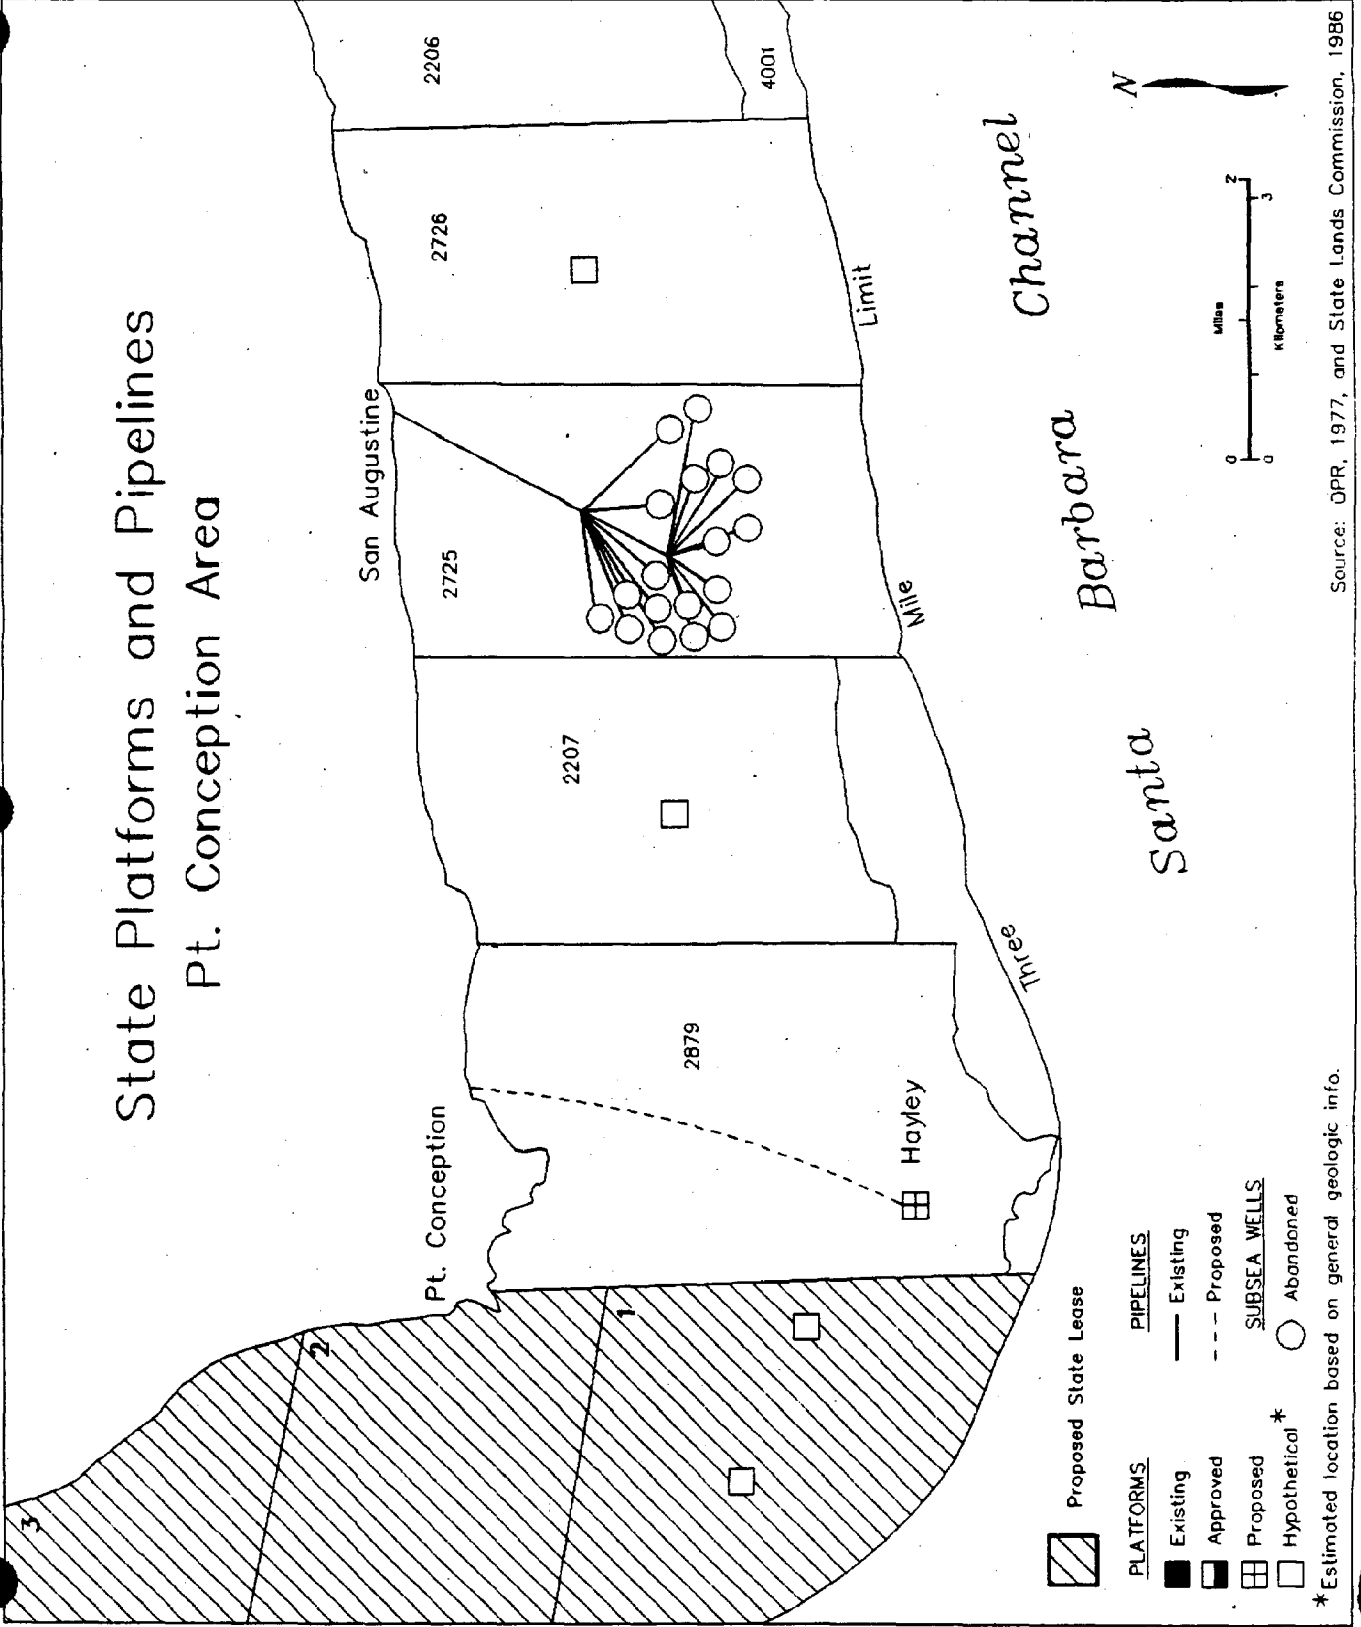 State Platforms and Pipelines
Pt. Conception Area
3
2
1
Pt. Conception
2879
Hayley
2207
San Augustine
2725
2726
2206
4001
Three
Mile
Limit
Santa
Barbara
Channel
N
Miles
0
2
Kilometers
0
3
Proposed State Lease
PLATFORMS
Existing
Approved
Proposed
Hypothetical *
PIPELINES
Existing
Proposed
SUBSEA WELLS
Abandoned
* Estimated location based on general geologic info.
Source: OPR, 1977, and State Lands Commission, 1986